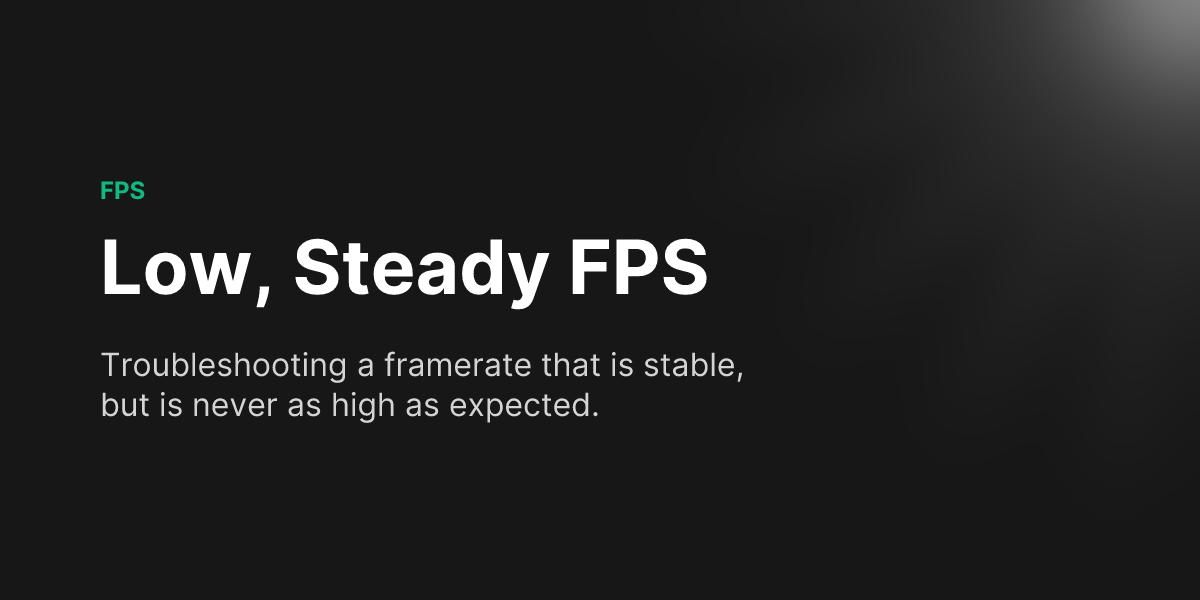 FPS
Low, Steady FPS
Troubleshooting a framerate that is stable,
but is never as high as expected.